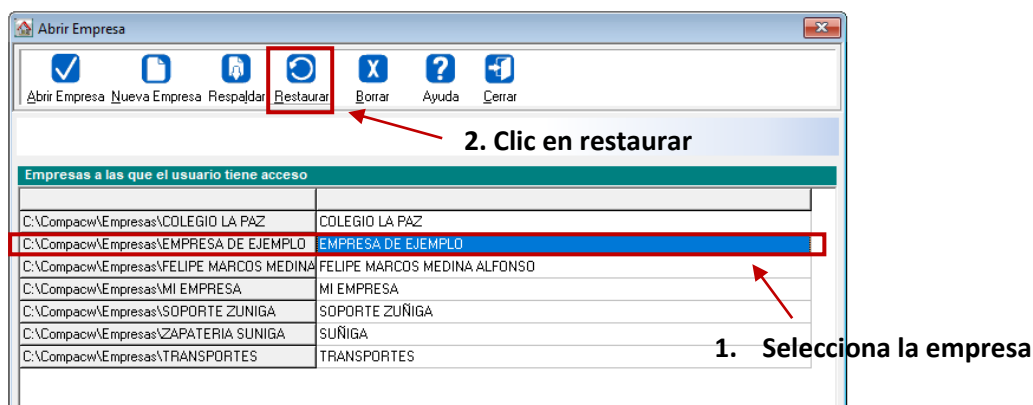 Abrir Empresa
Abrir Empresa Nueva Empresa Respaldar Restaurar Borrar Ayuda Cerrar
2. Clic en restaurar
Empresas a las que el usuario tiene acceso
C:\Compacw\Empresas\COLEGIO LA PAZ COLEGIO LA PAZ
C:\Compacw\Empresas\EMPRESA DE EJEMPLO EMPRESA DE EJEMPLO
C:\Compacw\Empresas\FELIPE MARCOS MEDINA FELIPE MARCOS MEDINA ALFONSO
C:\Compacw\Empresas\MI EMPRESA MI EMPRESA
C:\Compacw\Empresas\SOPORTE ZUNIGA SOPORTE ZUÑIGA
C:\Compacw\Empresas\ZAPATERIA SUNIGA SUÑIGA
C:\Compacw\Empresas\TRANSPORTES TRANSPORTES
1. Selecciona la empresa